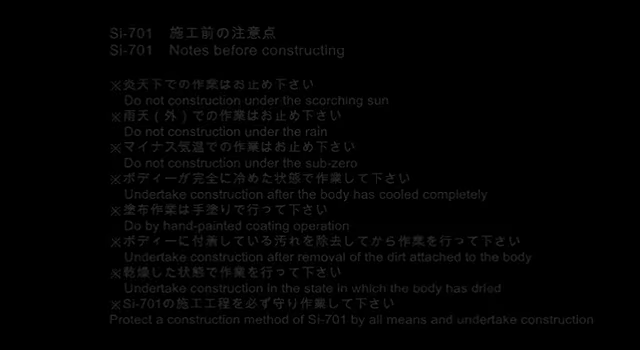 Si-701 施工前の注意点
Si-701 Notes before constructing
※炎天下での作業はお止め下さい
Do not construction under the scorching sun
※雨天（外）での作業はお止め下さい
Do not construction under the rain
※マイナス気温での作業はお止め下さい
Do not construction under the sub-zero
※ボディーが完全に冷めた状態で作業して下さい
Undertake construction after the body has cooled completely
※塗布作業は手塗りで行って下さい
Do by hand-painted coating operation
※ボディーに付着している汚れを除去してから作業を行って下さい
Undertake construction after removal of the dirt attached to the body
※乾燥した状態で作業を行って下さい
Undertake construction in the state in which the body has dried
※Si-701の施工工程を必ず守り作業して下さい
Protect a construction method of Si-701 by all means and undertake construction